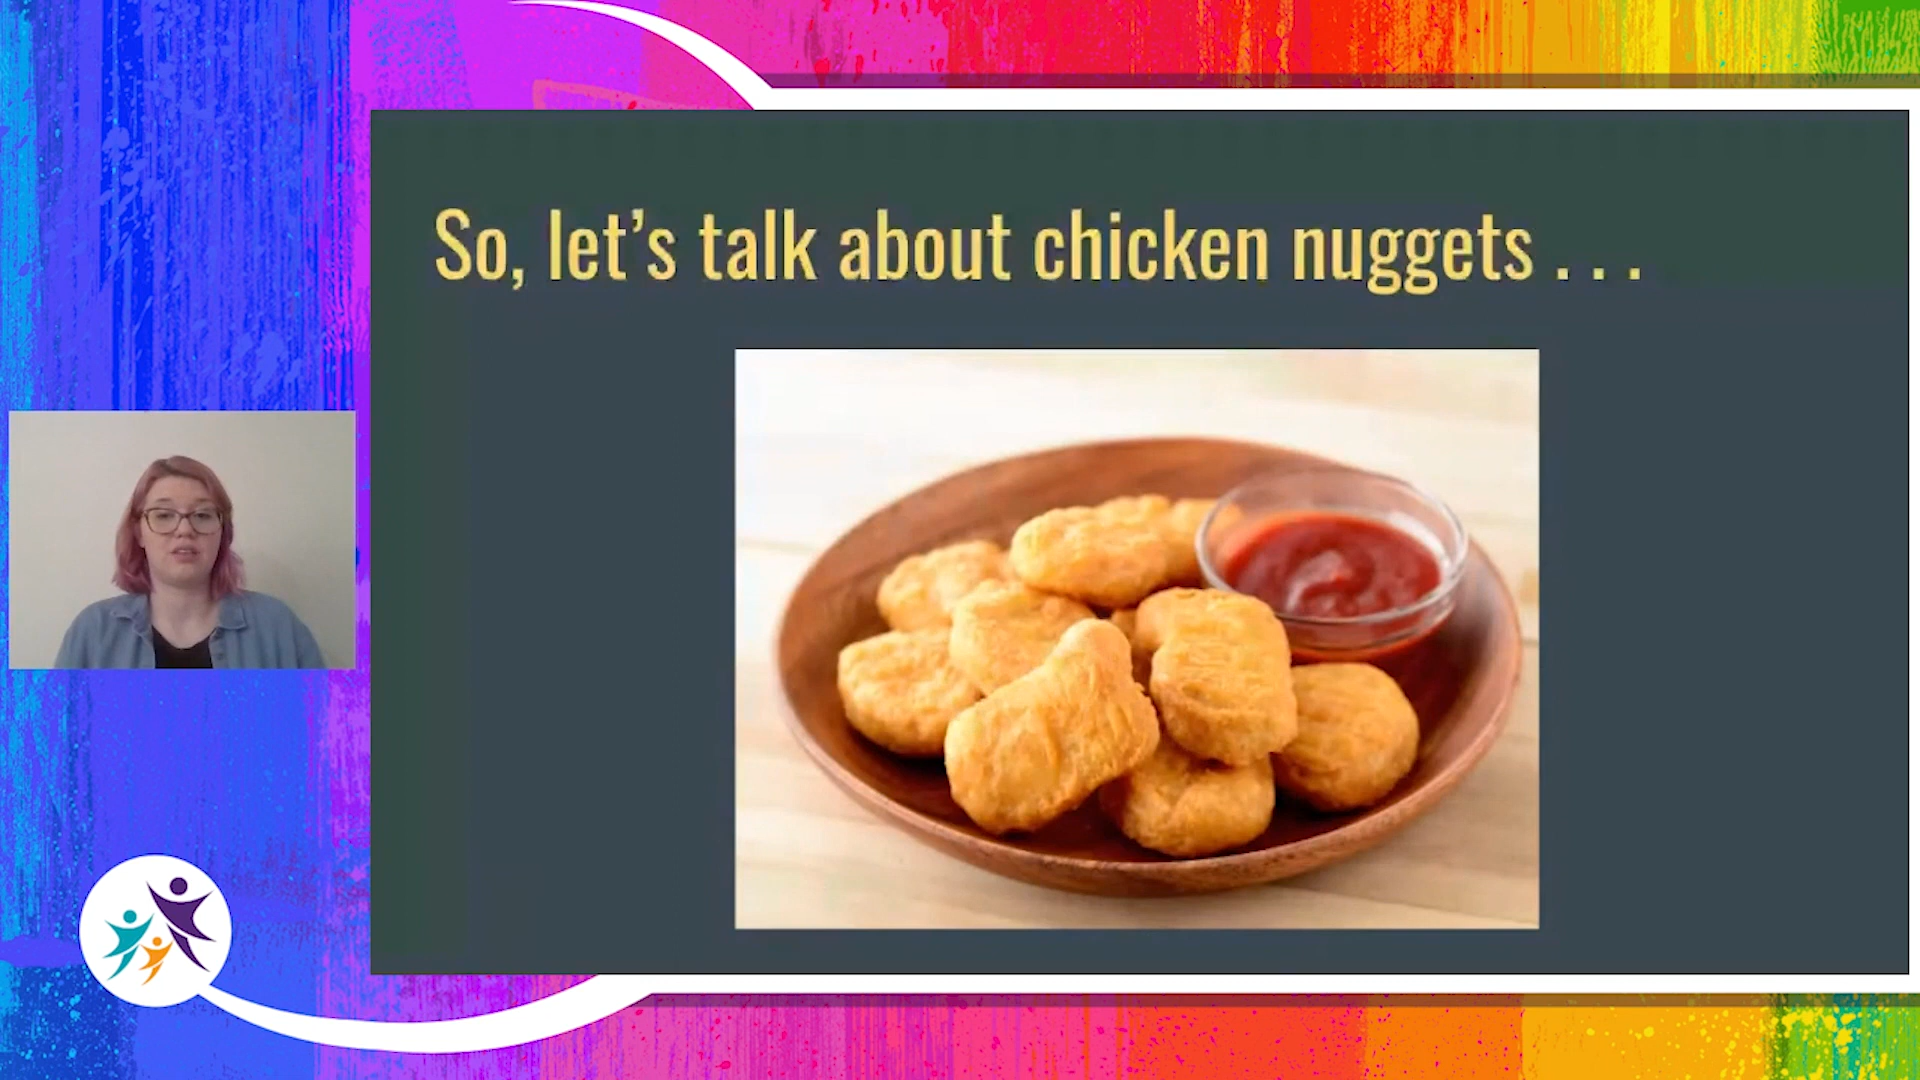 So, let’s talk about chicken nuggets . . .